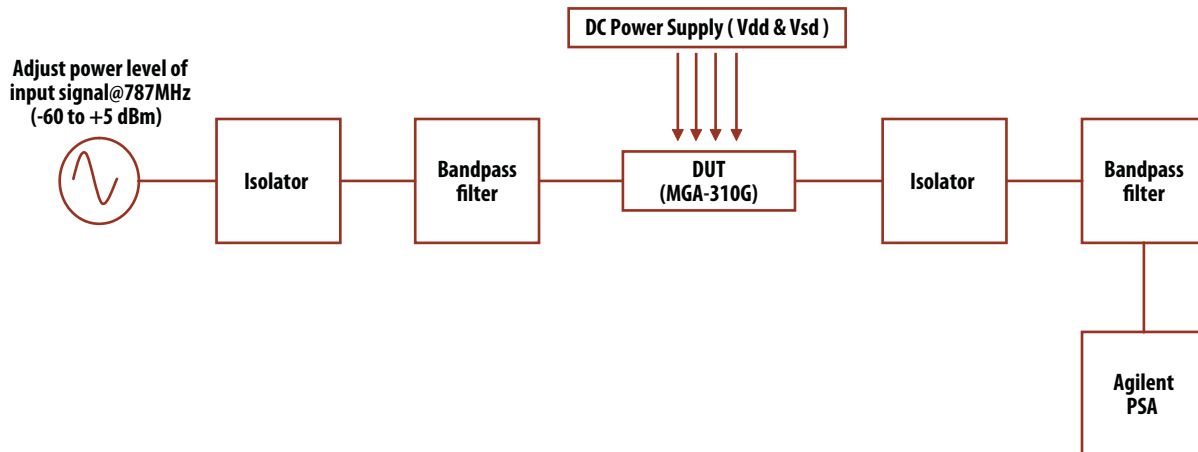 DC Power Supply ( Vdd & Vsd )
Adjust power level of
input signal@787MHz
(-60 to +5 dBm)
Isolator
Bandpass
filter
DUT
(MGA-310G)
Isolator
Bandpass
filter
Agilent
PSA